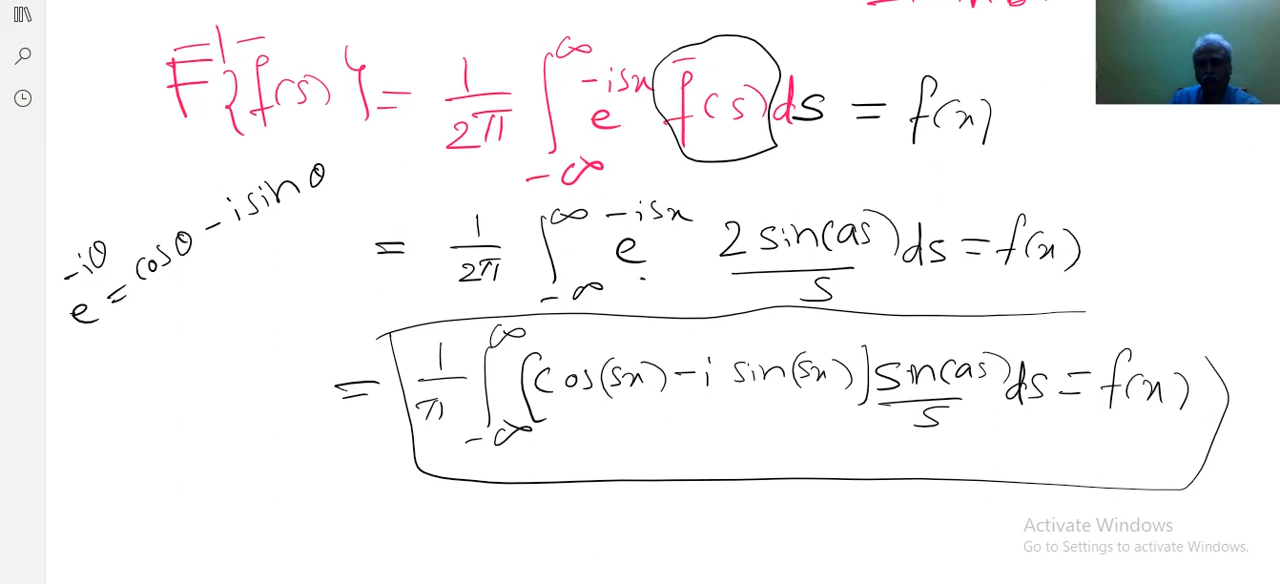 F̄⁻¹{f̄(s)} = 1/2π ∫_{-∞}^{∞} e^{-isx} f̄(s) ds = f(x)
e^{-iθ} = cosθ - i sinθ
= 1/2π ∫_{-∞}^{∞} e^{-isx} 2 sin(as)/s ds = f(x)
= 1/π ∫_{-∞}^{∞} [cos(sx) - i sin(sx)] sin(as)/s ds = f(x)
Activate Windows
Go to Settings to activate Windows.